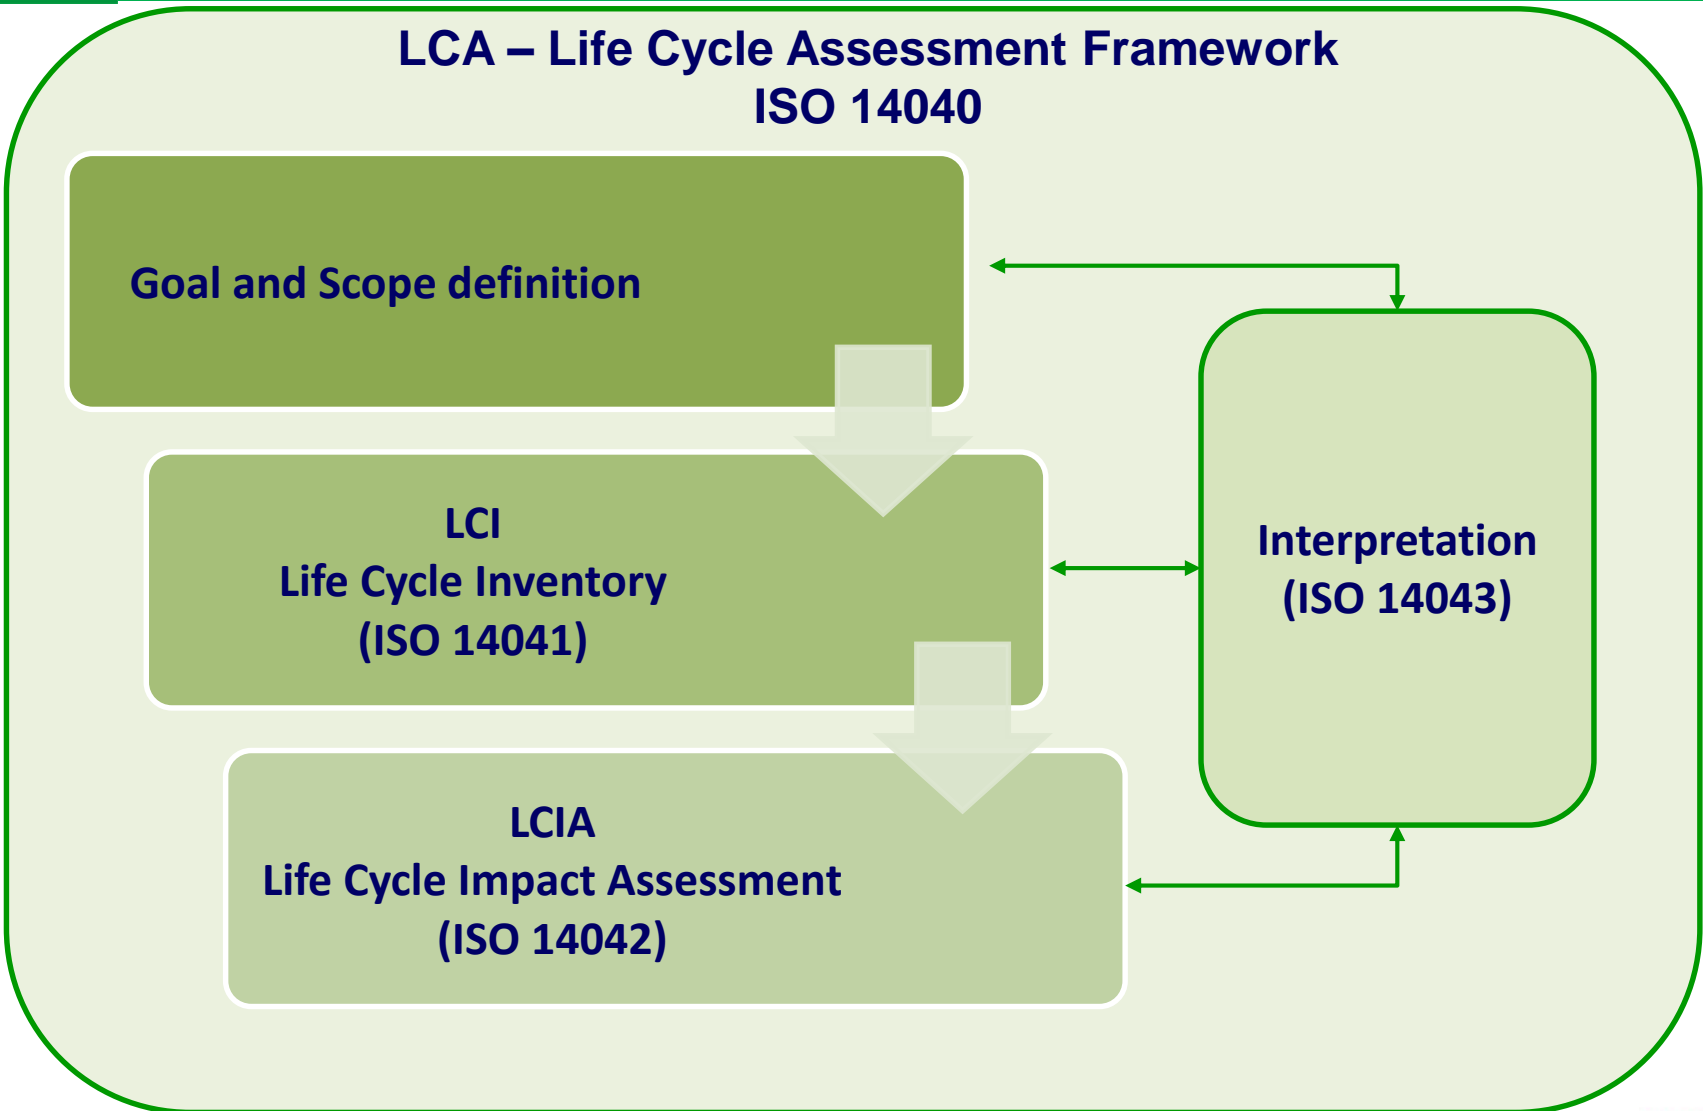 LCA – Life Cycle Assessment Framework
ISO 14040
Goal and Scope definition
LCI
Life Cycle Inventory
(ISO 14041)
LCIA
Life Cycle Impact Assessment
(ISO 14042)
Interpretation
(ISO 14043)